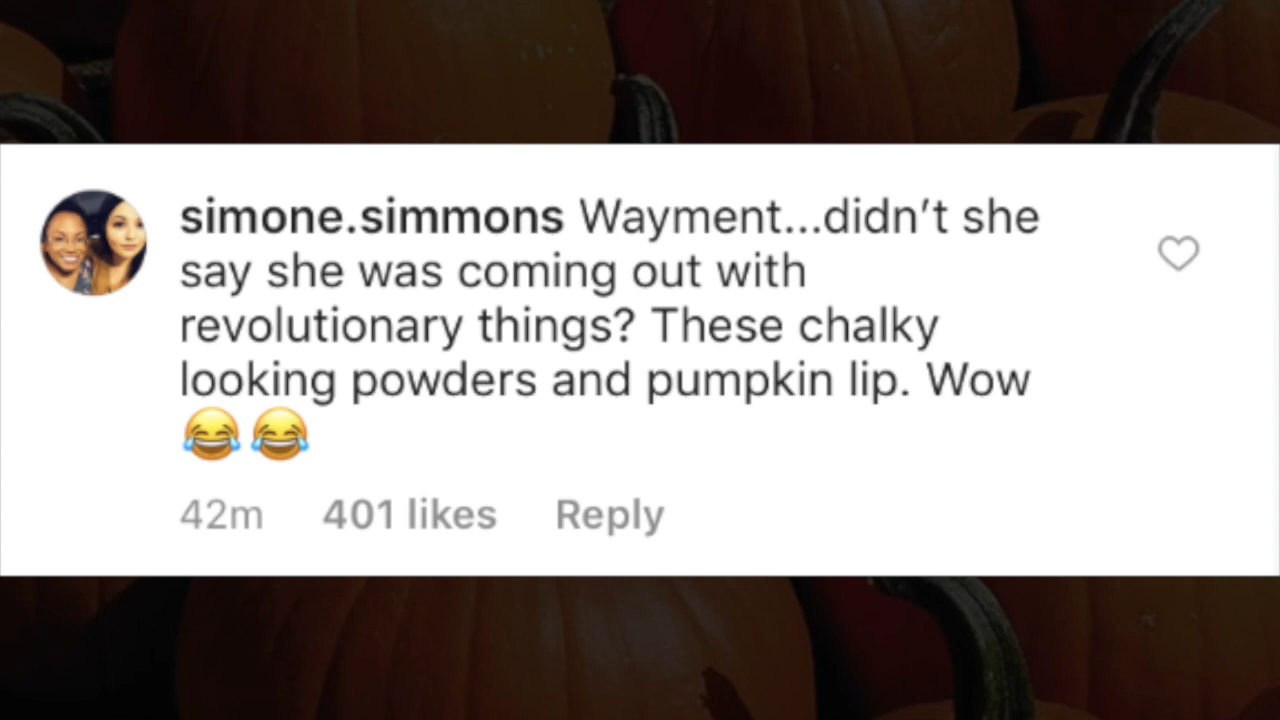 simone.simmons Wayment...didn’t she
say she was coming out with
revolutionary things? These chalky
looking powders and pumpkin lip. Wow
😂😂
42m 401 likes Reply